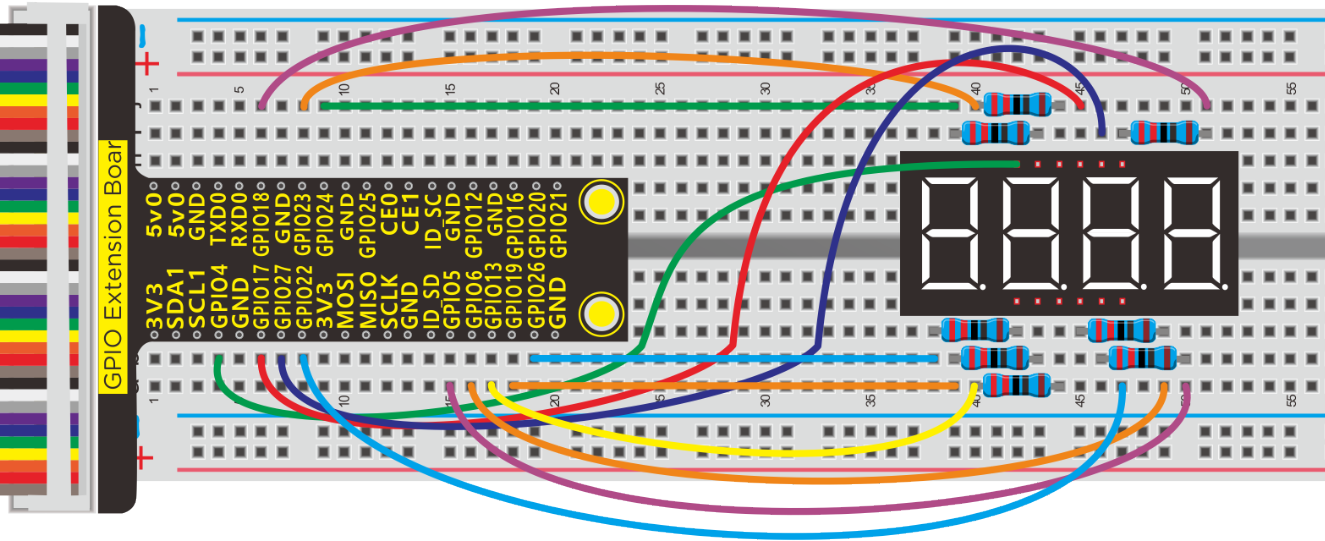 1 5 10 15 20 25 30 35 40 45 50 55
GPIO Extension Boar
5v0 5v0 GND TXD0 RXD0 GPIO18 GND GPIO23 GPIO24 GND GPIO25 CE0 CE1 ID_SC GND GPIO12 GND GPIO16 GPIO20 GPIO21
3V3 SDA1 SCL1 GPIO4 GND GPIO17 GPIO27 GPIO22 3V3 MOSI MISO SCLK GND ID_SD GPIO5 GPIO6 GPIO13 GPIO19 GPIO26 GND
1 10 15 20 25 30 35 40 45 50 55